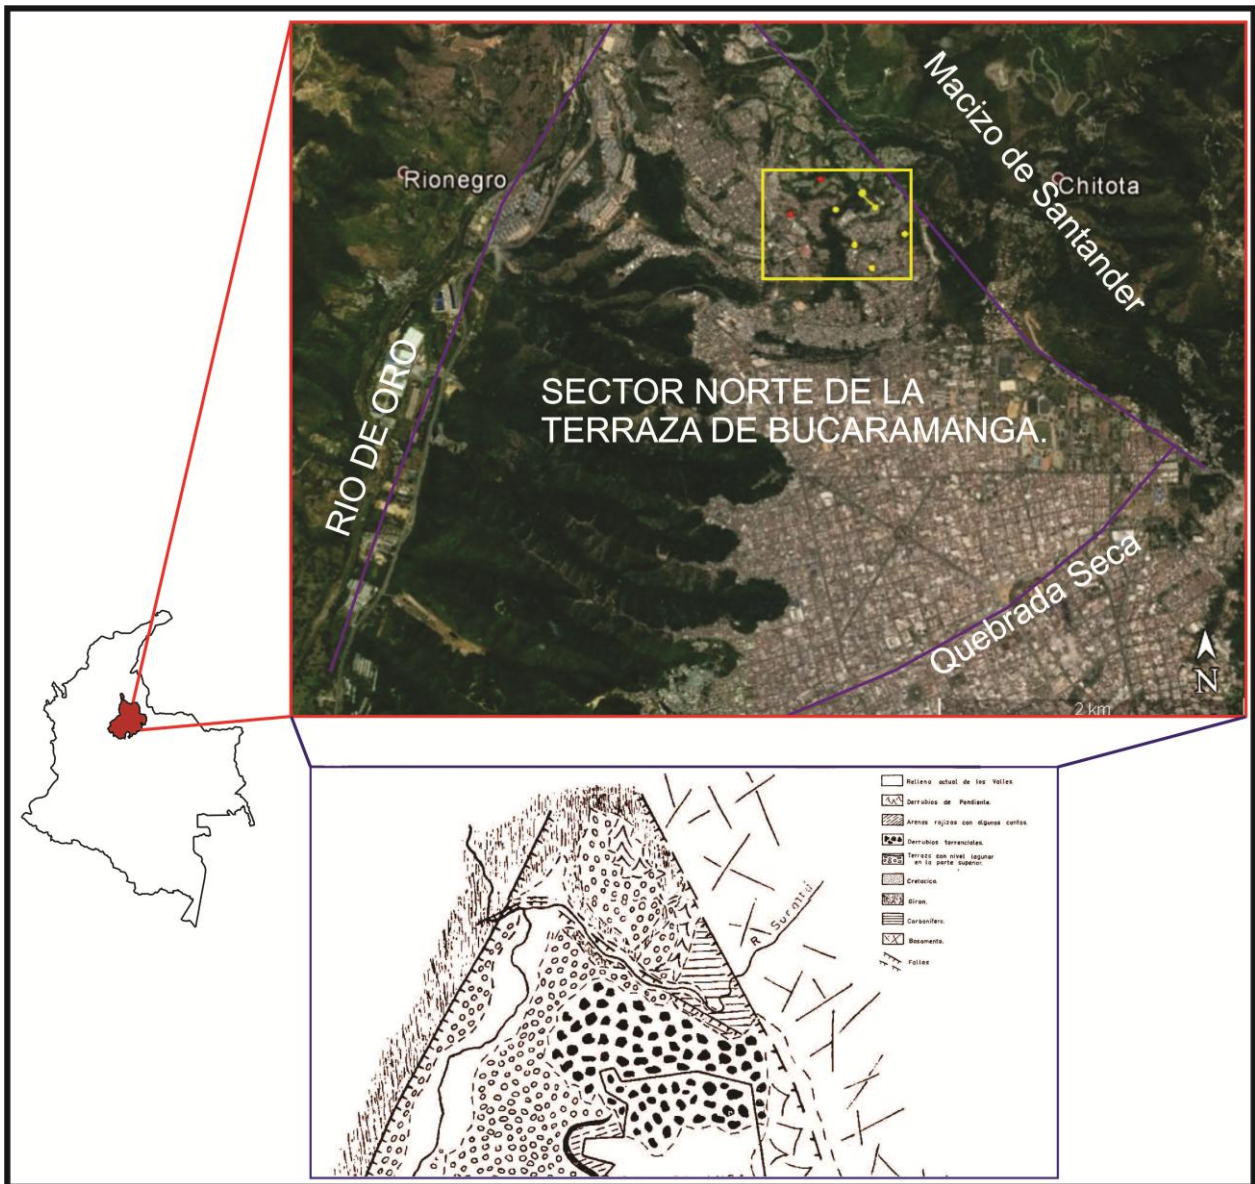 Macizo de Santander
Rionegro
Chitota
SECTOR NORTE DE LA
TERRAZA DE BUCARAMANGA.
RIO DE ORO
Quebrada Seca
N
2 km
Relleno actual de los Valles
Derrubios de Pendiente.
Arenas rojizas con algunos cantos.
Derrubios torrenciales.
Terraza con nivel lagunar
en la parte superior.
Cretacico.
Giron.
Carbonifero.
Basamento.
Fallas
R.